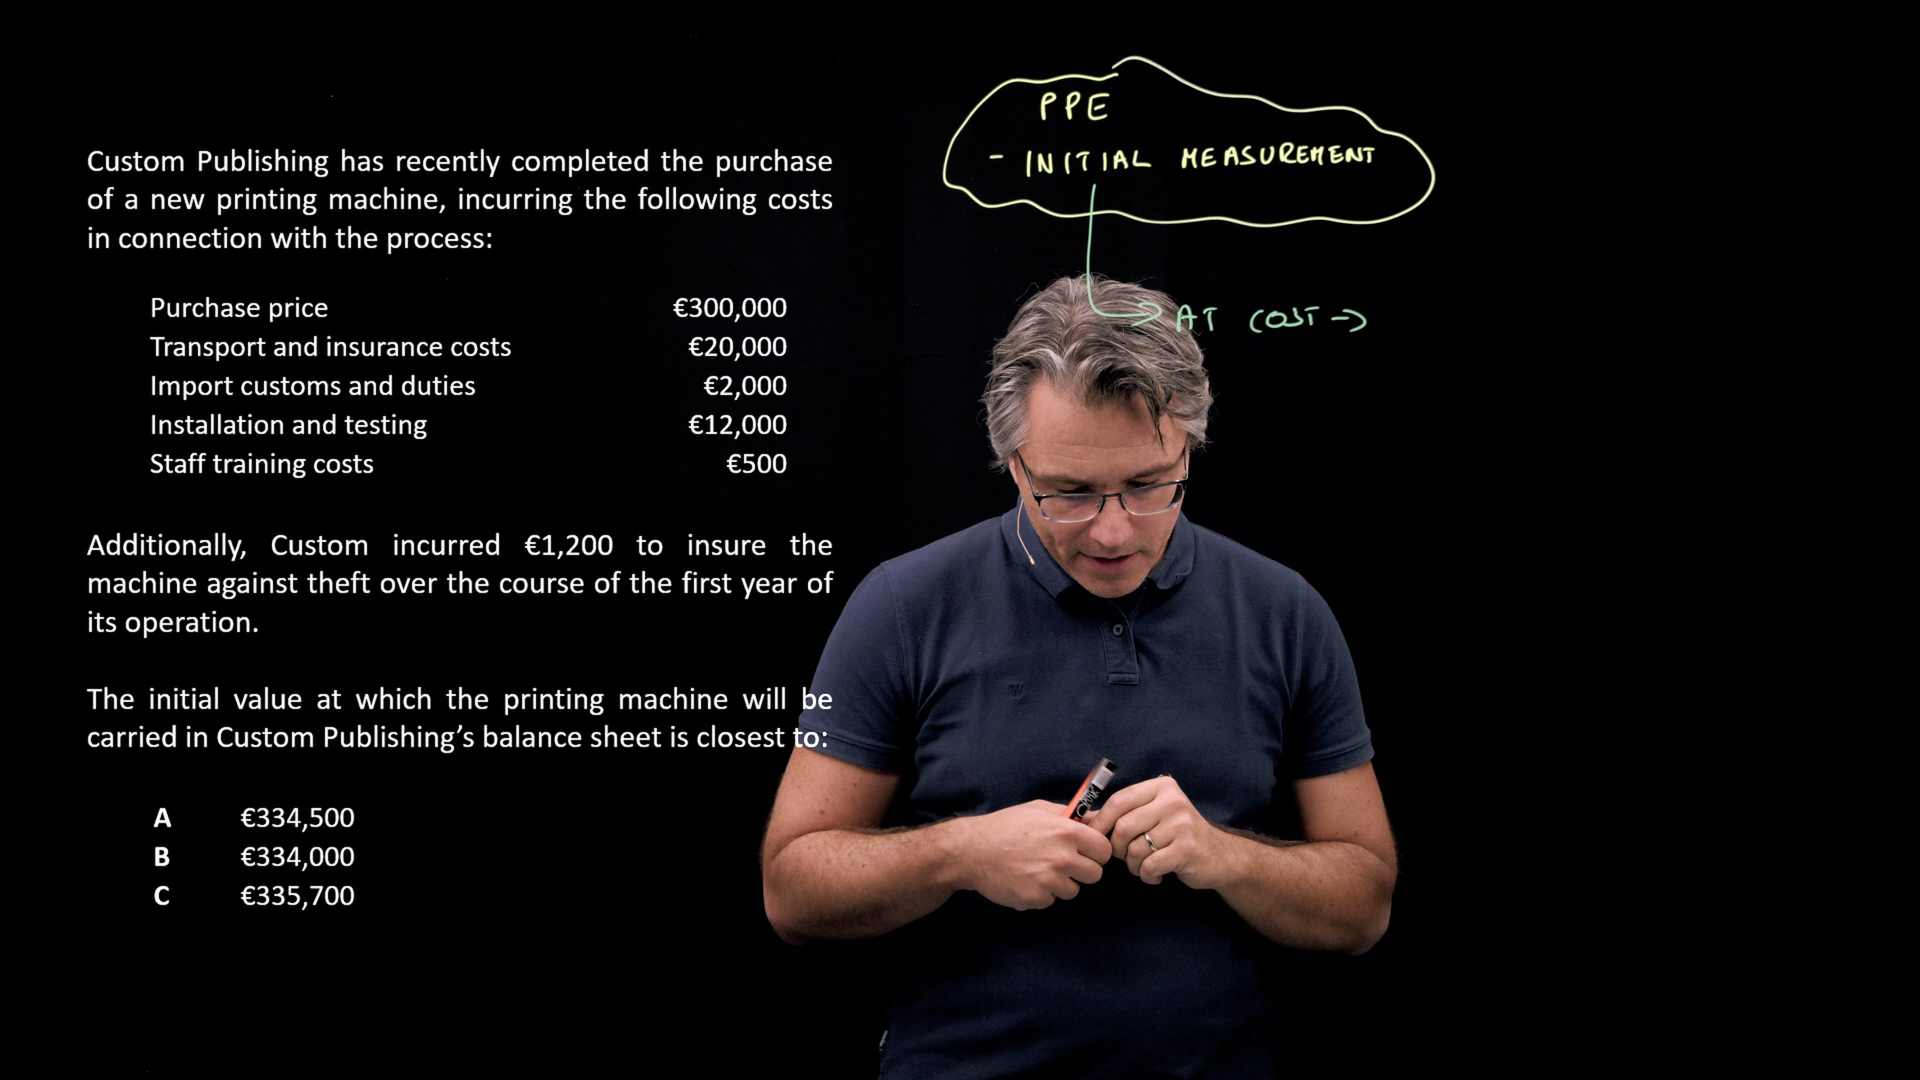 Custom Publishing has recently completed the purchase
of a new printing machine, incurring the following costs
in connection with the process:
Purchase price €300,000
Transport and insurance costs €20,000
Import customs and duties €2,000
Installation and testing €12,000
Staff training costs €500
Additionally, Custom incurred €1,200 to insure the
machine against theft over the course of the first year of
its operation.
The initial value at which the printing machine will be
carried in Custom Publishing’s balance sheet is closest to:
A €334,500
B €334,000
C €335,700
PPE
- INITIAL MEASUREMENT
AT COST →